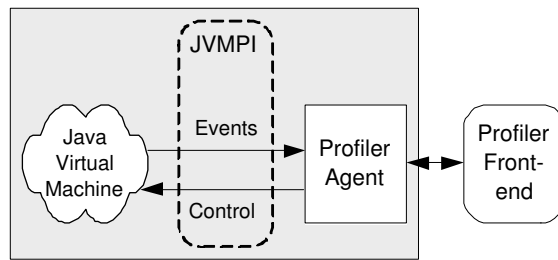 JVMPI
Java
Virtual
Machine
Events
Control
Profiler
Agent
Profiler
Front-
end